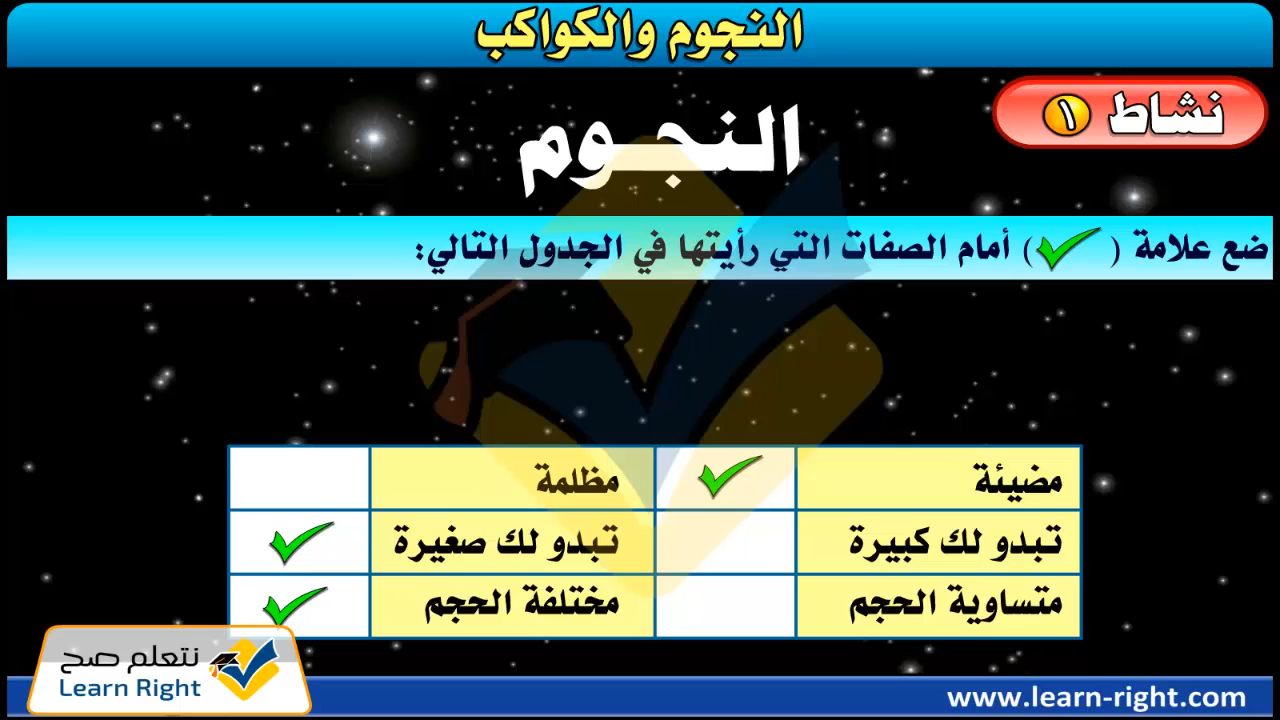 النجوم والكواكب
نشاط ١
النجـوم
ضع علامة ( ✓ ) أمام الصفات التي رأيتها في الجدول التالي:
مضيئة ✓ مظلمة
تبدو لك كبيرة تبدو لك صغيرة ✓
متساوية الحجم مختلفة الحجم ✓
نتعلم صح
Learn Right
www.learn-right.com